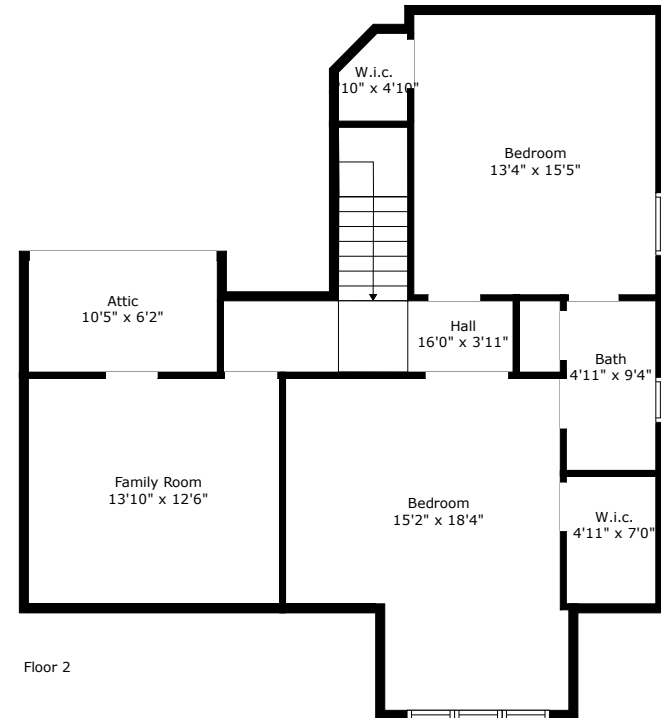 W.i.c.
'10" x 4'10"
Bedroom
13'4" x 15'5"
Attic
10'5" x 6'2"
Hall
16'0" x 3'11"
Bath
4'11" x 9'4"
Family Room
13'10" x 12'6"
Bedroom
15'2" x 18'4"
W.i.c.
4'11" x 7'0"
Floor 2